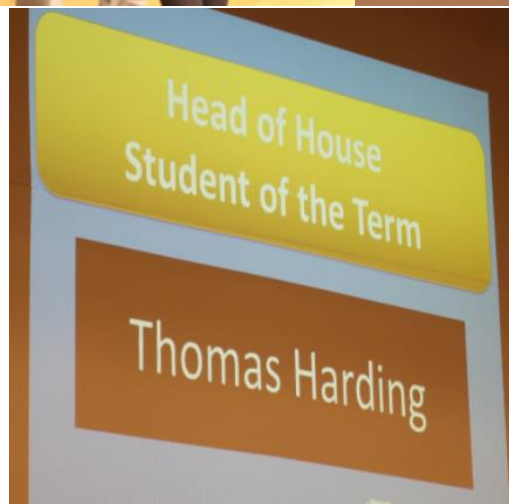 Head of House
Student of the Term
Thomas Harding